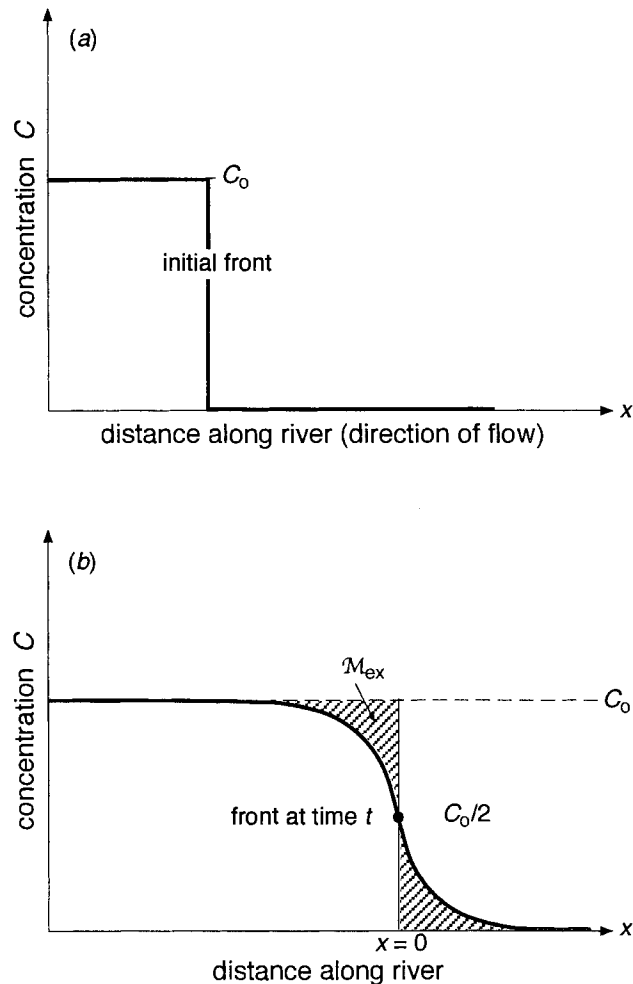 (a)
concentration C
C₀
initial front
x
distance along river (direction of flow)
(b)
concentration C
ℳex
C₀
front at time t
C₀/2
x
x = 0
distance along river